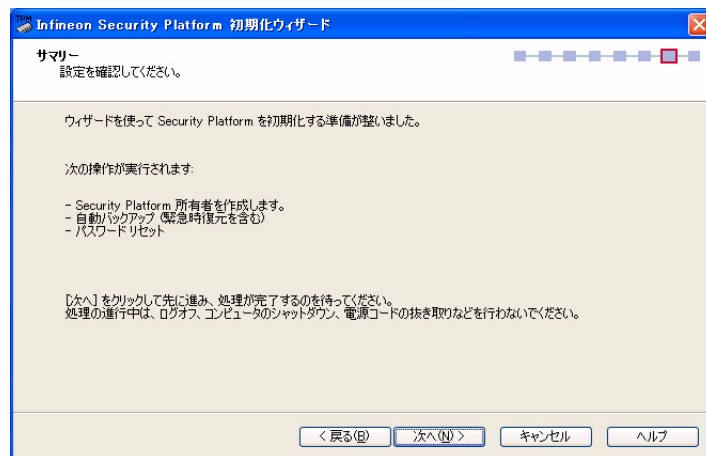 TPM
Infineon Security Platform 初期化ウィザード
サマリー
設定を確認してください。
ウィザードを使って Security Platform を初期化する準備が整いました。
次の操作が実行されます:
- Security Platform 所有者を作成します。
- 自動バックアップ (緊急時復元を含む)
- パスワード リセット
[次へ] をクリックして先に進み、処理が完了するのを待ってください。
処理の進行中は、ログオフ、コンピュータのシャットダウン、電源コードの抜き取りなどを行わないでください。
< 戻る(B)
次へ(N) >
キャンセル
ヘルプ